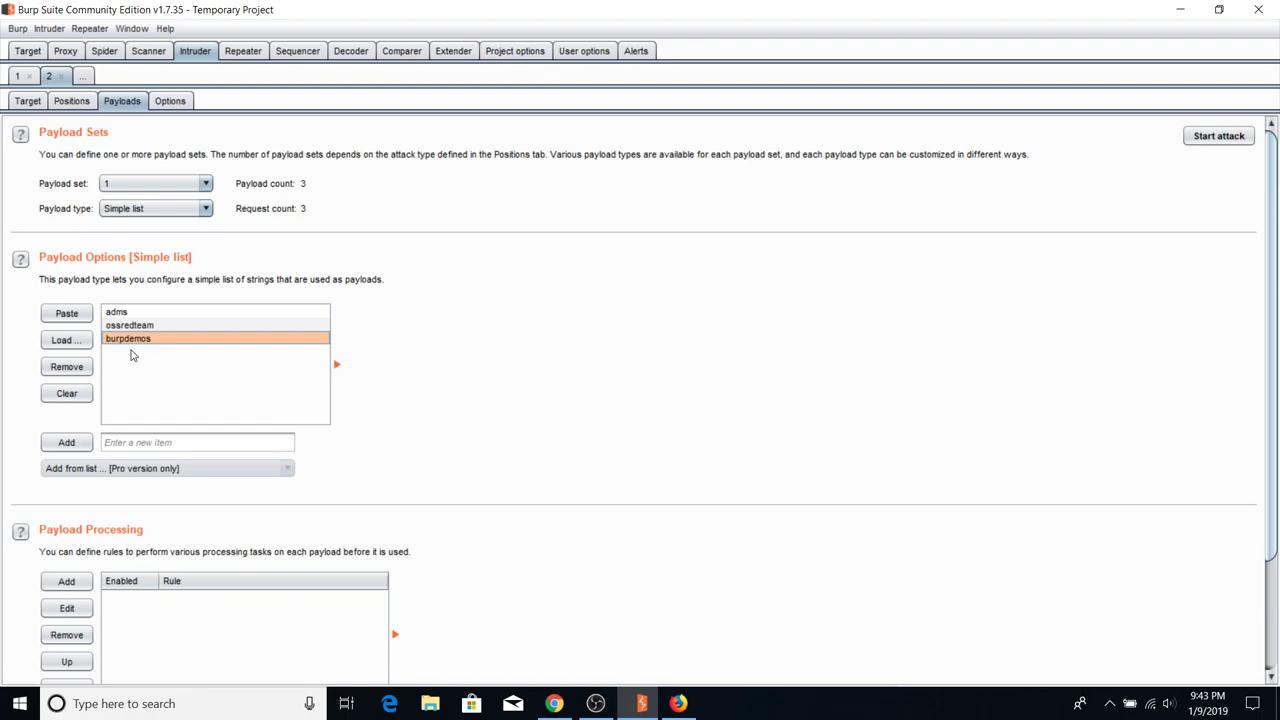 Burp Suite Community Edition v1.7.35 - Temporary Project
Burp Intruder Repeater Window Help
Target Proxy Spider Scanner Intruder Repeater Sequencer Decoder Comparer Extender Project options User options Alerts
1 × 2 × ...
Target Positions Payloads Options
? Payload Sets Start attack
You can define one or more payload sets. The number of payload sets depends on the attack type defined in the Positions tab. Various payload types are available for each payload set, and each payload type can be customized in different ways.
Payload set: 1 Payload count: 3
Payload type: Simple list Request count: 3
? Payload Options [Simple list]
This payload type lets you configure a simple list of strings that are used as payloads.
Paste adms
ossredteam
Load ... burpdemos
Remove
Clear
Add Enter a new item
Add from list ... [Pro version only]
? Payload Processing
You can define rules to perform various processing tasks on each payload before it is used.
Add Enabled Rule
Edit
Remove
Up
Type here to search
9:43 PM
1/9/2019